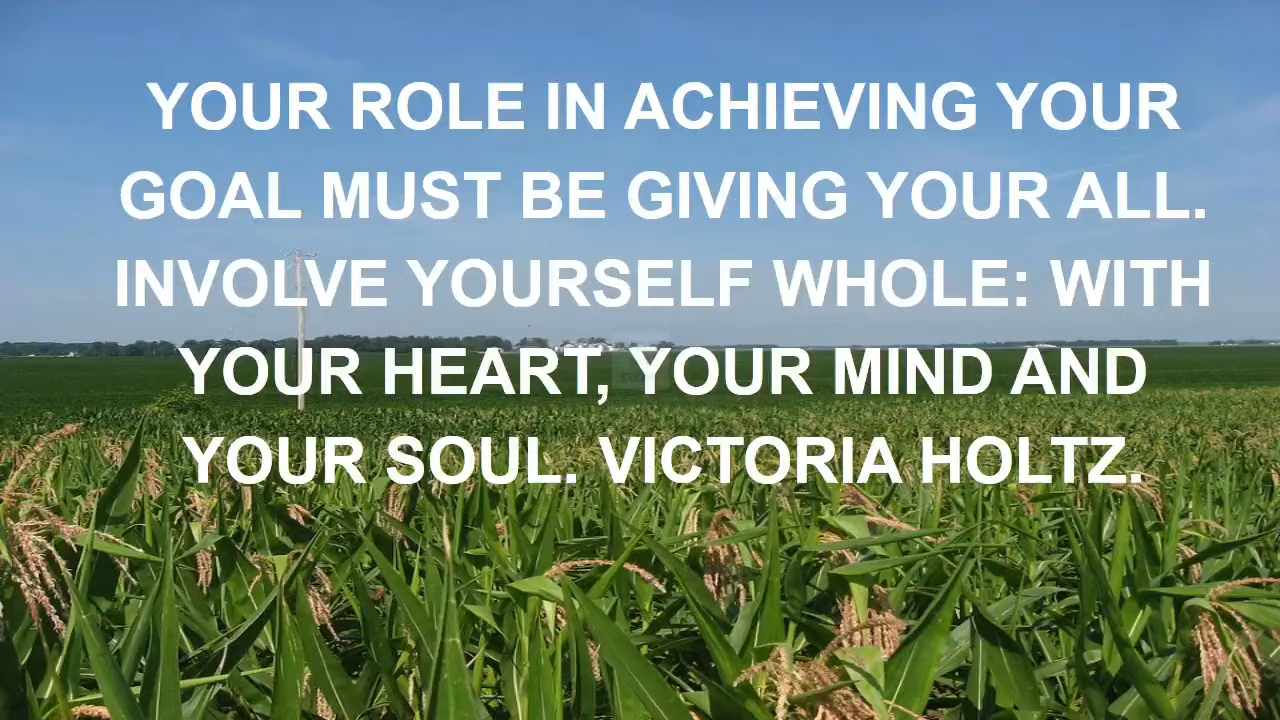 YOUR ROLE IN ACHIEVING YOUR
GOAL MUST BE GIVING YOUR ALL.
INVOLVE YOURSELF WHOLE: WITH
YOUR HEART, YOUR MIND AND
YOUR SOUL. VICTORIA HOLTZ.